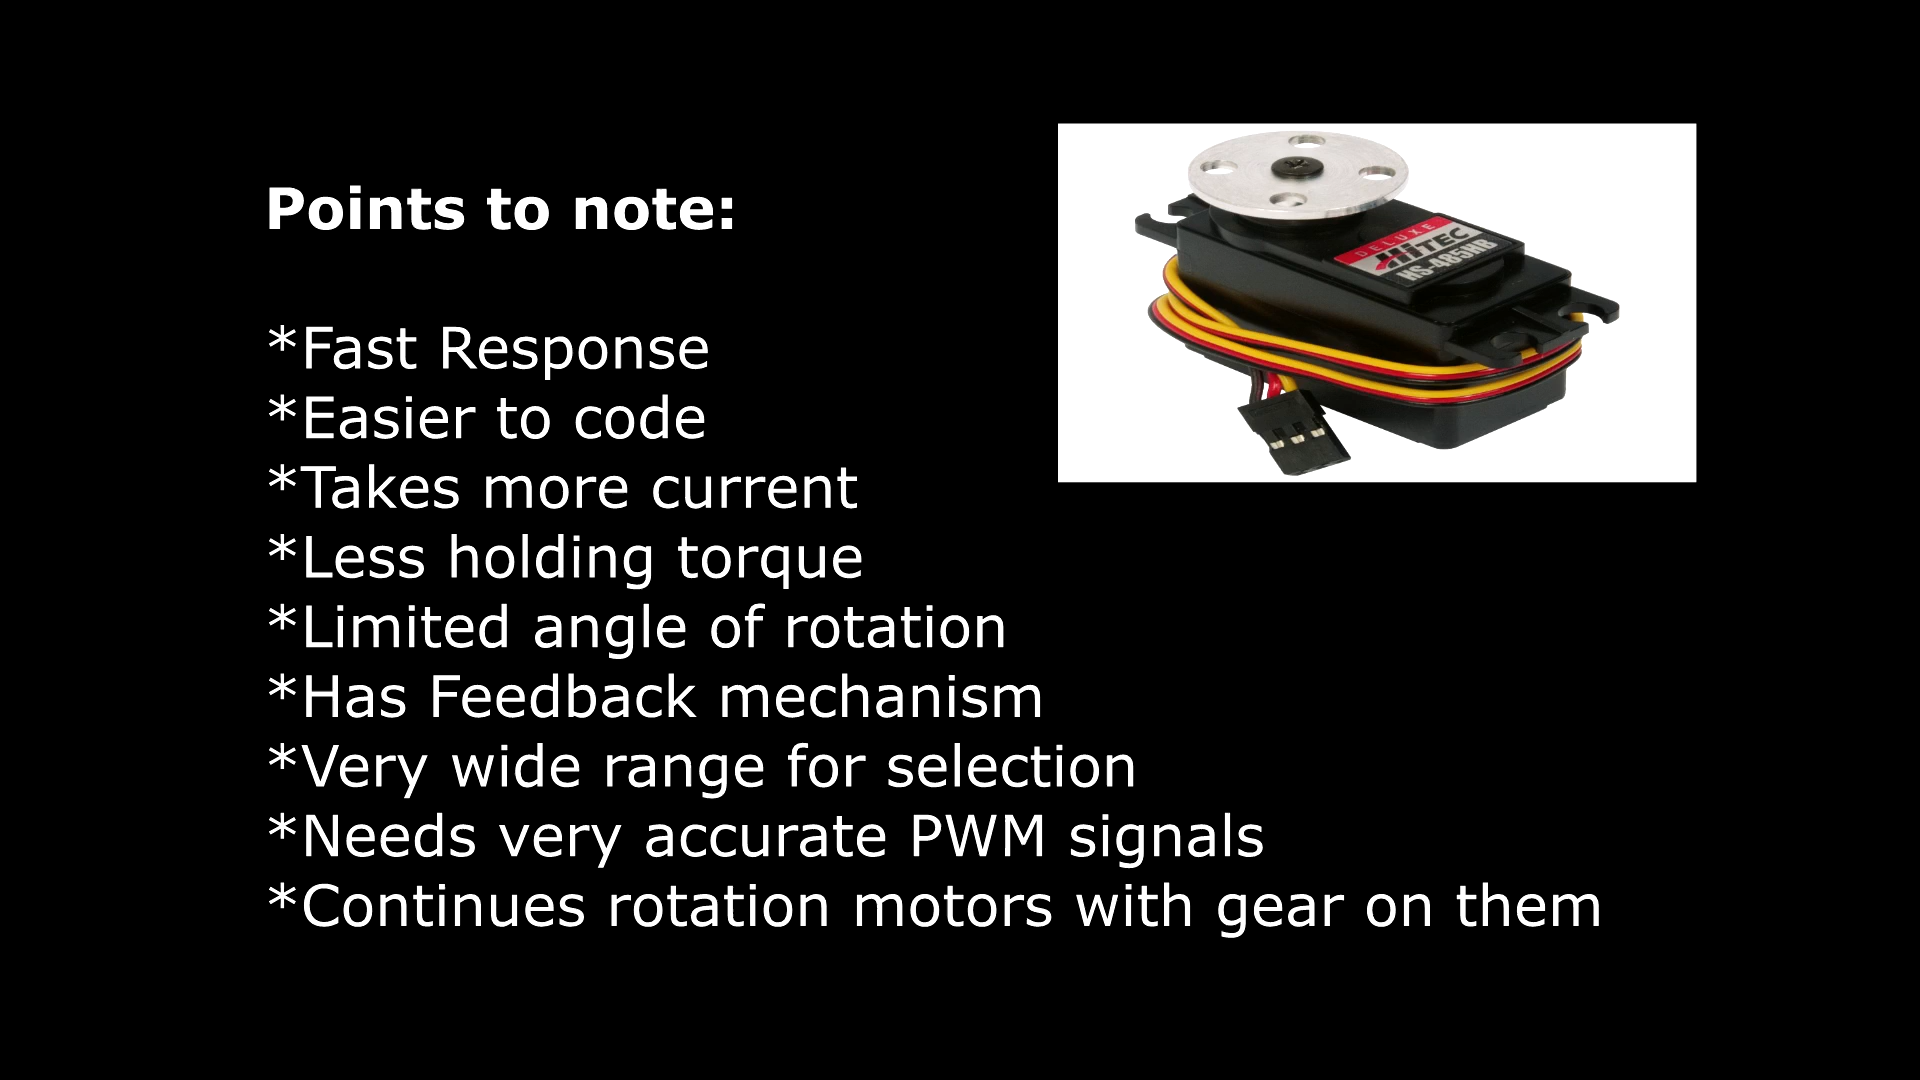 Points to note:
*Fast Response
*Easier to code
*Takes more current
*Less holding torque
*Limited angle of rotation
*Has Feedback mechanism
*Very wide range for selection
*Needs very accurate PWM signals
*Continues rotation motors with gear on them
DELUXE
HiTEC
HS-485HB